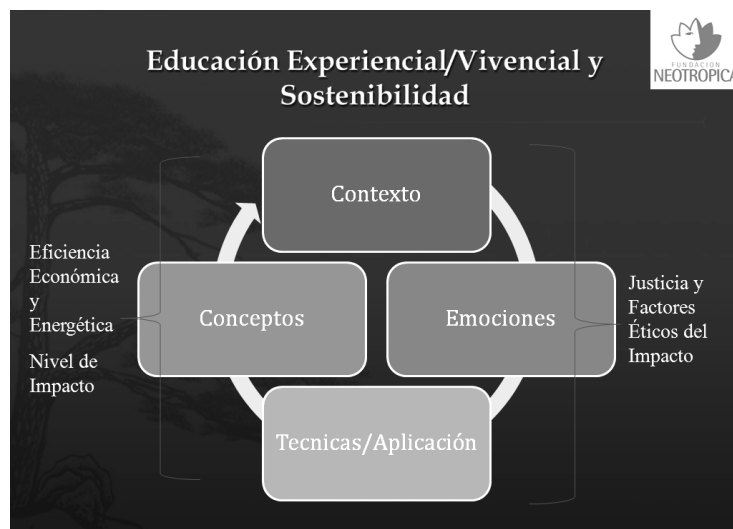 Educación Experiencial/Vivencial y
Sostenibilidad
FUNDACIÓN
NEOTROPICA
Contexto
Eficiencia
Económica
y
Energética
Nivel de
Impacto
Conceptos
Emociones
Justicia y
Factores
Éticos del
Impacto
Tecnicas/Aplicación